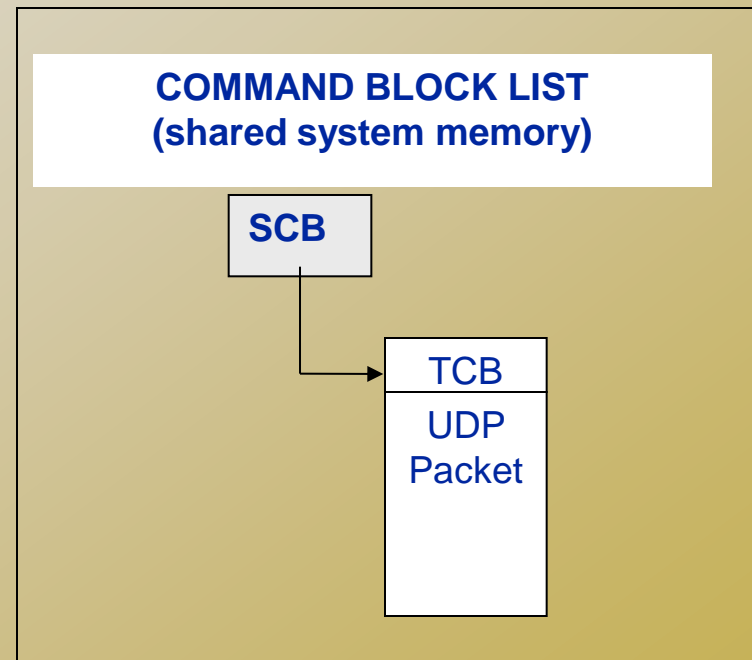 COMMAND BLOCK LIST
(shared system memory)
SCB
TCB
UDP
Packet